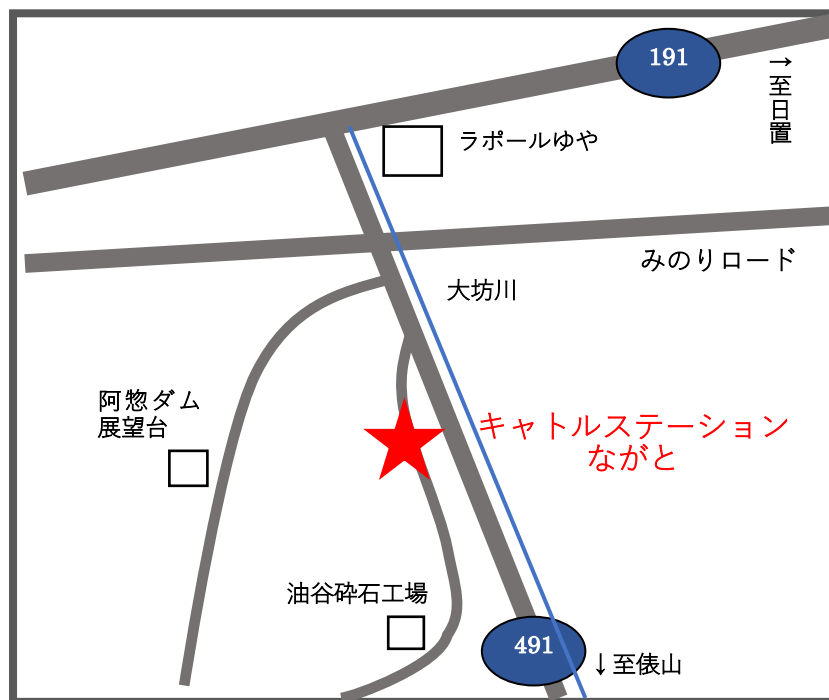 191
→至日置
ラポールゆや
みのりロード
大坊川
阿惣ダム
展望台
キャトルステーション
ながと
油谷砕石工場
491
↓至俵山